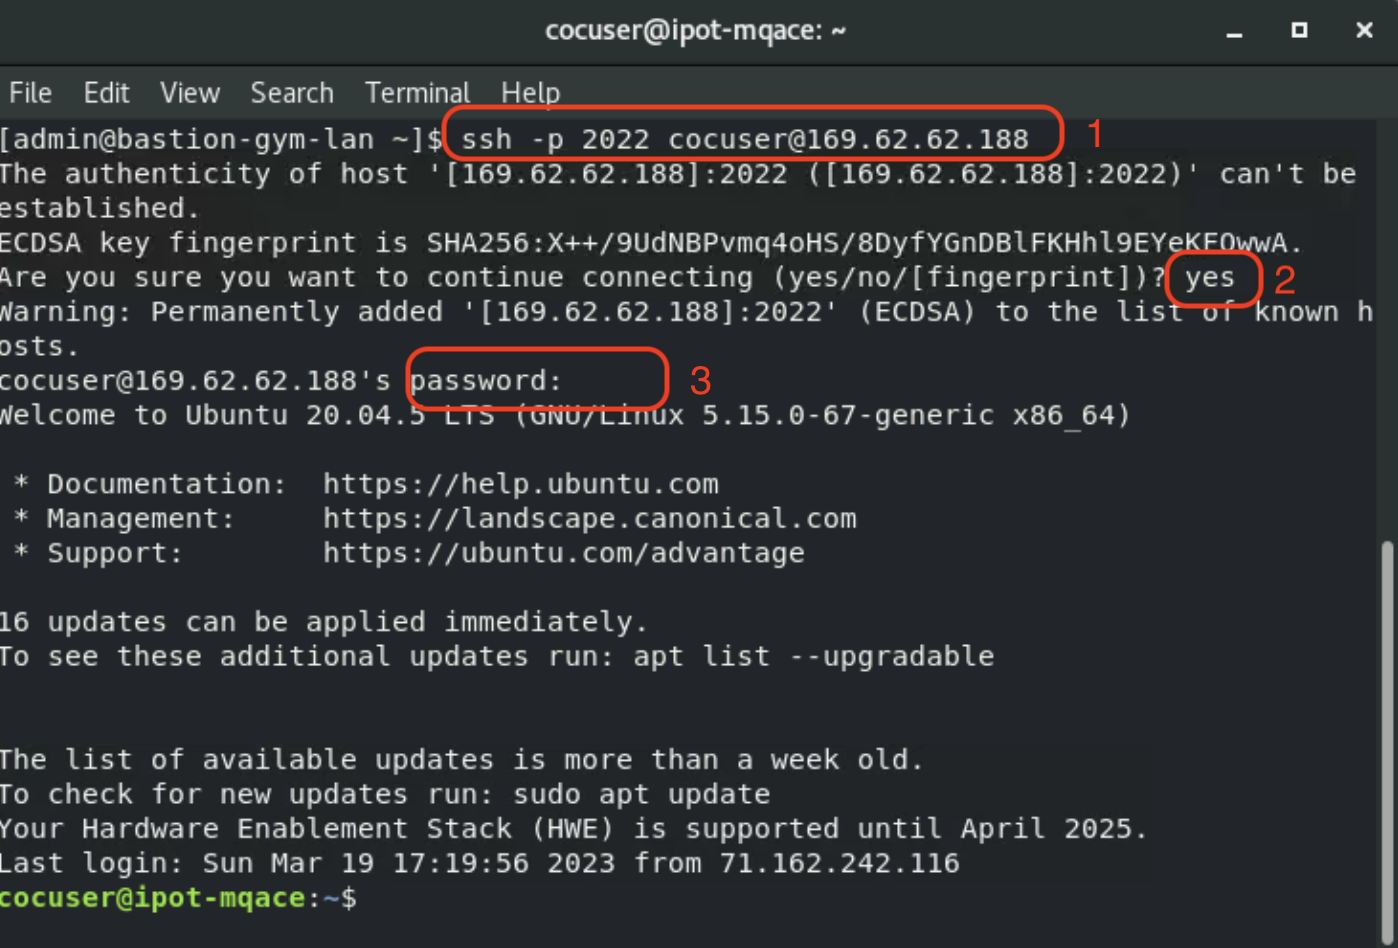 cocuser@ipot-mqace: ~
File Edit View Search Terminal Help
[admin@bastion-gym-lan ~]$ ssh -p 2022 cocuser@169.62.62.188 1
The authenticity of host '[169.62.62.188]:2022 ([169.62.62.188]:2022)' can't be
established.
ECDSA key fingerprint is SHA256:X++/9UdNBPvmq4oHS/8DyfYGnDBlFKHhl9EYeKEOwwA.
Are you sure you want to continue connecting (yes/no/[fingerprint])? yes 2
Warning: Permanently added '[169.62.62.188]:2022' (ECDSA) to the list of known h
osts.
cocuser@169.62.62.188's password: 3
Welcome to Ubuntu 20.04.5 LTS (GNU/Linux 5.15.0-67-generic x86_64)
* Documentation: https://help.ubuntu.com
* Management: https://landscape.canonical.com
* Support: https://ubuntu.com/advantage
16 updates can be applied immediately.
To see these additional updates run: apt list --upgradable
The list of available updates is more than a week old.
To check for new updates run: sudo apt update
Your Hardware Enablement Stack (HWE) is supported until April 2025.
Last login: Sun Mar 19 17:19:56 2023 from 71.162.242.116
cocuser@ipot-mqace:~$